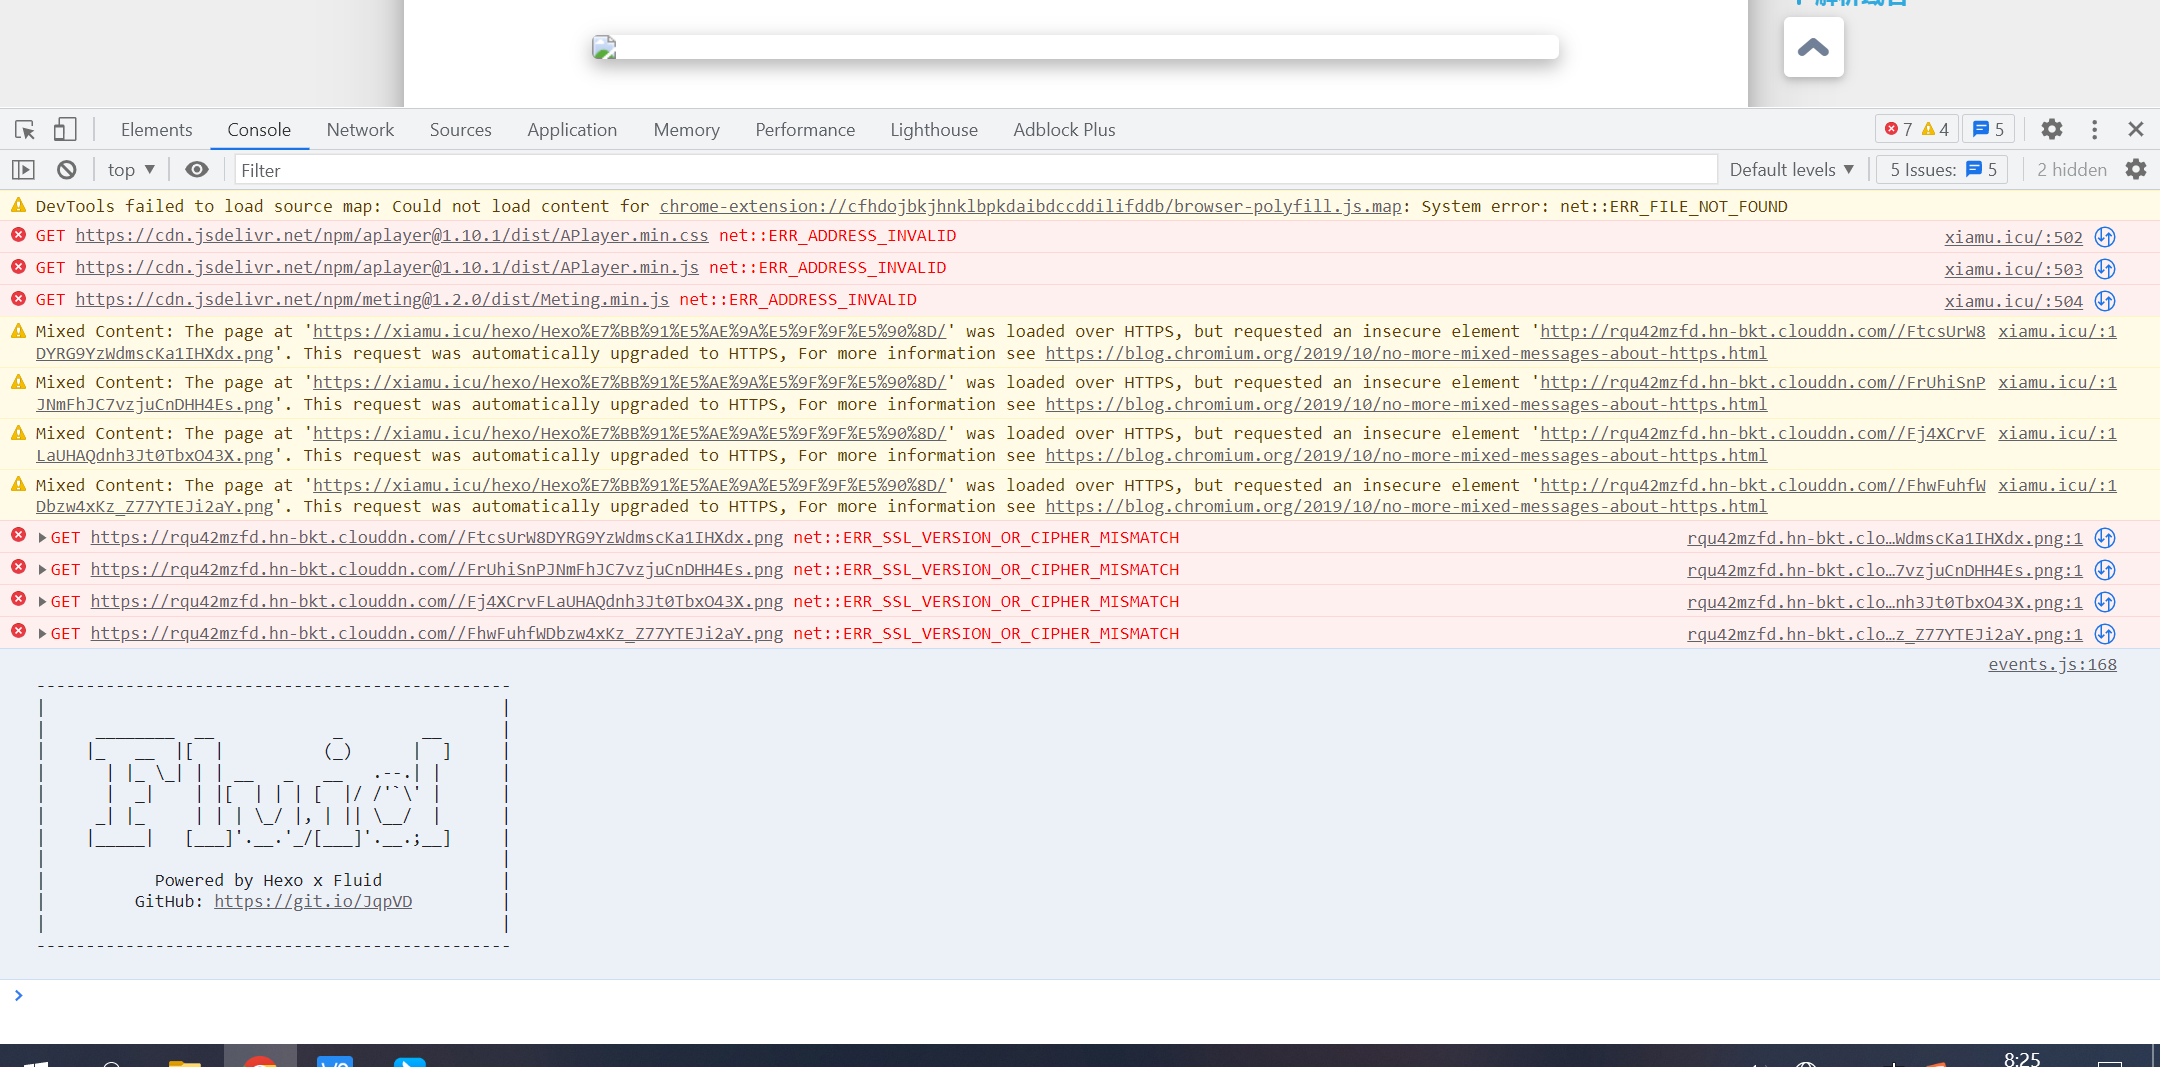 Elements Console Network Sources Application Memory Performance Lighthouse Adblock Plus 7 4 5
top ▼ Filter Default levels ▼ 5 Issues: 5 2 hidden
DevTools failed to load source map: Could not load content for chrome-extension://cfhdojbkjhnklbpkdaibdccddilifddb/browser-polyfill.js.map: System error: net::ERR_FILE_NOT_FOUND
GET https://cdn.jsdelivr.net/npm/aplayer@1.10.1/dist/APlayer.min.css net::ERR_ADDRESS_INVALID xiamu.icu/:502
GET https://cdn.jsdelivr.net/npm/aplayer@1.10.1/dist/APlayer.min.js net::ERR_ADDRESS_INVALID xiamu.icu/:503
GET https://cdn.jsdelivr.net/npm/meting@1.2.0/dist/Meting.min.js net::ERR_ADDRESS_INVALID xiamu.icu/:504
Mixed Content: The page at 'https://xiamu.icu/hexo/Hexo%E7%BB%91%E5%AE%9A%E5%9F%9F%E5%90%8D/' was loaded over HTTPS, but requested an insecure element 'http://rqu42mzfd.hn-bkt.clouddn.com//FtcsUrW8 xiamu.icu/:1
DYRG9YzWdmscKa1IHXdx.png'. This request was automatically upgraded to HTTPS, For more information see https://blog.chromium.org/2019/10/no-more-mixed-messages-about-https.html
Mixed Content: The page at 'https://xiamu.icu/hexo/Hexo%E7%BB%91%E5%AE%9A%E5%9F%9F%E5%90%8D/' was loaded over HTTPS, but requested an insecure element 'http://rqu42mzfd.hn-bkt.clouddn.com//FrUhiSnP xiamu.icu/:1
JNmFhJC7vzjuCnDHH4Es.png'. This request was automatically upgraded to HTTPS, For more information see https://blog.chromium.org/2019/10/no-more-mixed-messages-about-https.html
Mixed Content: The page at 'https://xiamu.icu/hexo/Hexo%E7%BB%91%E5%AE%9A%E5%9F%9F%E5%90%8D/' was loaded over HTTPS, but requested an insecure element 'http://rqu42mzfd.hn-bkt.clouddn.com//Fj4XCrvF xiamu.icu/:1
LaUHAQdnh3Jt0TbxO43X.png'. This request was automatically upgraded to HTTPS, For more information see https://blog.chromium.org/2019/10/no-more-mixed-messages-about-https.html
Mixed Content: The page at 'https://xiamu.icu/hexo/Hexo%E7%BB%91%E5%AE%9A%E5%9F%9F%E5%90%8D/' was loaded over HTTPS, but requested an insecure element 'http://rqu42mzfd.hn-bkt.clouddn.com//FhwFuhfW xiamu.icu/:1
Dbzw4xKz_Z77YTEJi2aY.png'. This request was automatically upgraded to HTTPS, For more information see https://blog.chromium.org/2019/10/no-more-mixed-messages-about-https.html
GET https://rqu42mzfd.hn-bkt.clouddn.com//FtcsUrW8DYRG9YzWdmscKa1IHXdx.png net::ERR_SSL_VERSION_OR_CIPHER_MISMATCH rqu42mzfd.hn-bkt.clo…WdmscKa1IHXdx.png:1
GET https://rqu42mzfd.hn-bkt.clouddn.com//FrUhiSnPJNmFhJC7vzjuCnDHH4Es.png net::ERR_SSL_VERSION_OR_CIPHER_MISMATCH rqu42mzfd.hn-bkt.clo…7vzjuCnDHH4Es.png:1
GET https://rqu42mzfd.hn-bkt.clouddn.com//Fj4XCrvFLaUHAQdnh3Jt0TbxO43X.png net::ERR_SSL_VERSION_OR_CIPHER_MISMATCH rqu42mzfd.hn-bkt.clo…nh3Jt0TbxO43X.png:1
GET https://rqu42mzfd.hn-bkt.clouddn.com//FhwFuhfWDbzw4xKz_Z77YTEJi2aY.png net::ERR_SSL_VERSION_OR_CIPHER_MISMATCH rqu42mzfd.hn-bkt.clo…z_Z77YTEJi2aY.png:1
events.js:168
Fluid
Powered by Hexo x Fluid
GitHub: https://git.io/JqpVD
8:25